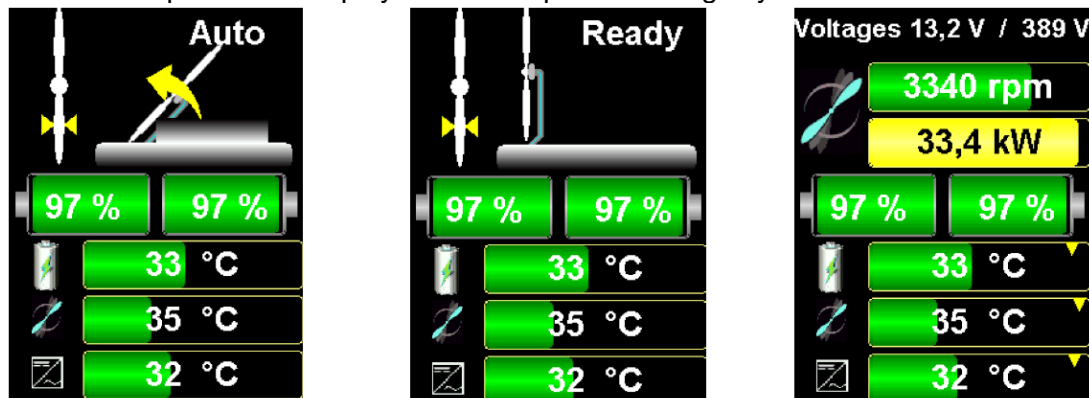 Auto
97 % 97 %
33 °C
35 °C
32 °C
Ready
97 % 97 %
33 °C
35 °C
32 °C
Voltages 13,2 V / 389 V
3340 rpm
33,4 kW
97 % 97 %
33 °C
35 °C
32 °C